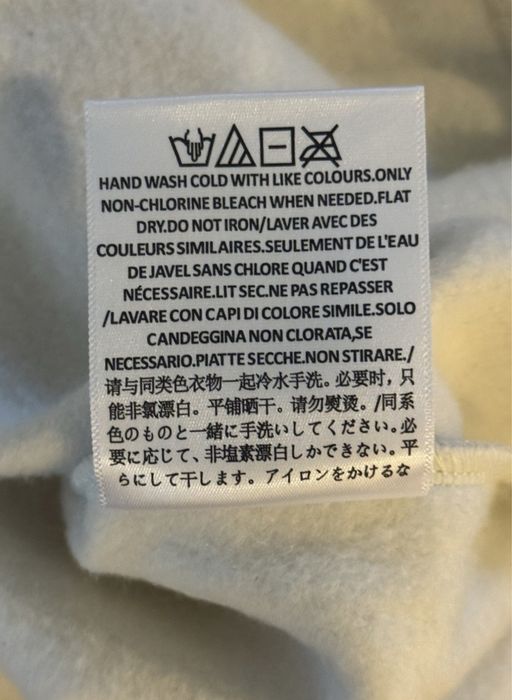 HAND WASH COLD WITH LIKE COLOURS.ONLY
NON-CHLORINE BLEACH WHEN NEEDED.FLAT
DRY.DO NOT IRON/LAVER AVEC DES
COULEURS SIMILAIRES.SEULEMENT DE L'EAU
DE JAVEL SANS CHLORE QUAND C'EST
NÉCESSAIRE.LIT SEC.NE PAS REPASSER
/LAVARE CON CAPI DI COLORE SIMILE.SOLO
CANDEGGINA NON CLORATA,SE
NECESSARIO.PIATTE SECCHE.NON STIRARE./
请与同类色衣物一起冷水手洗。必要时，只
能非氯漂白。平铺晒干。请勿熨烫。/同系
色のものと一緒に手洗いしてください。必
要に応じて、非塩素漂白しかできない。平
らにして干します。アイロンをかけるな